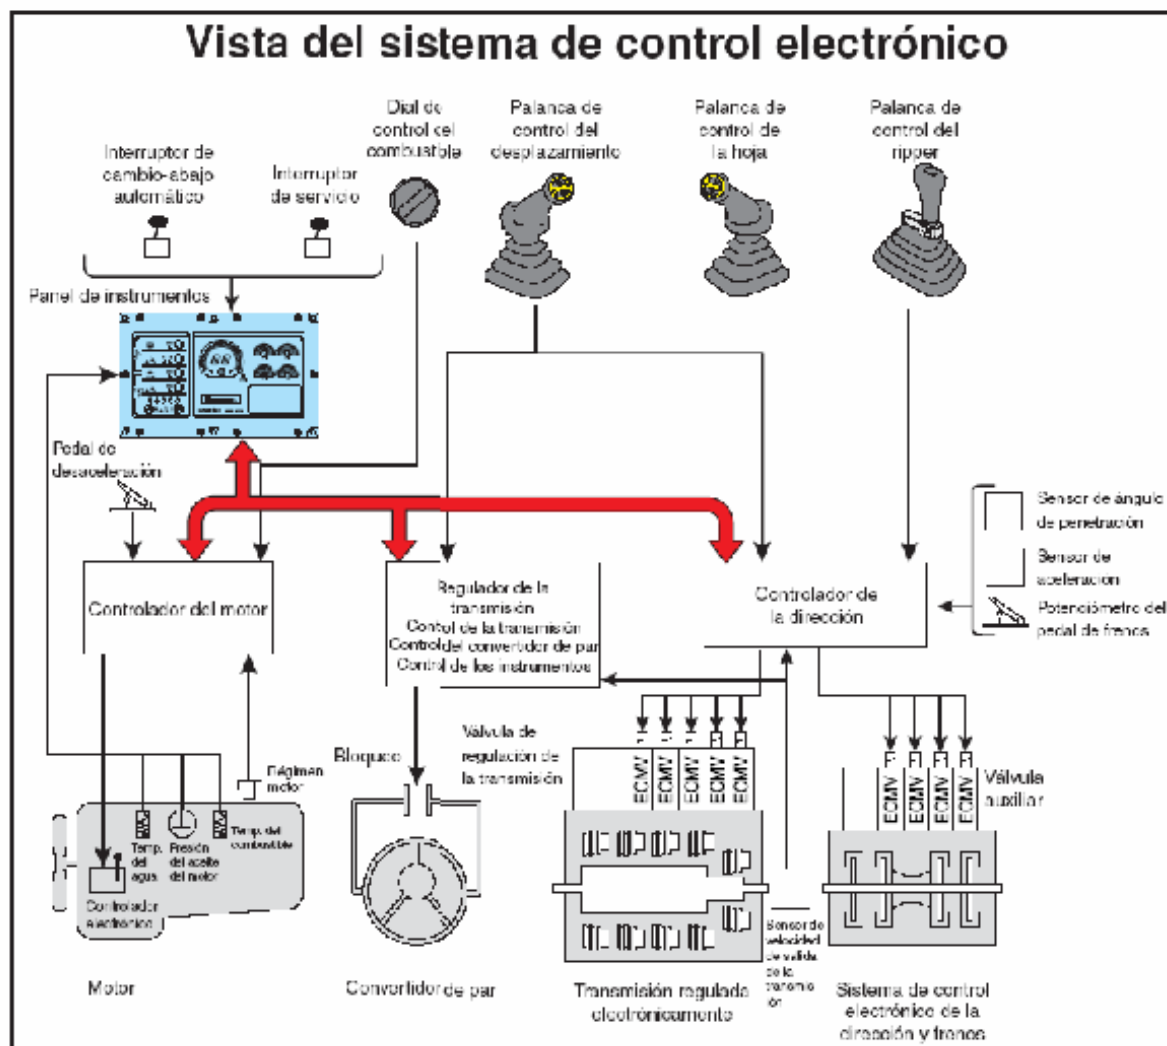 Vista del sistema de control electrónico
Dial de
control cel
combustble
Palanca de
control del
desplazamiento
Palanca de
control de
la hoja
Palanca de
control del
ripper
Interruptor de
cambio-abajo
automático
Interruptor
de servicio
Panel de instrumentos
Pedal de
desaceleración
Sensor de ángulo
de penetración
Sensor de
aceleración
Potenciómetro del
pedal de frenos
Controlador del motor
Regulador de la
transmisión
Control de la transmisión
Control del convertidor de par
Control de los instrumentos
Controlador de
la dirección
Régimen
motor
Bloqueo
Válvula de
regulación de
la transmisión
ECMV
ECMV
ECMV
ECMV
ECMV
ECMV
ECMV
ECMV
ECMV
Válvula
auxiliar
Temp.
del
agua
Presión
del aceite
del motor
Temp. del
combustible
Controlador
electronico
Sensor de
velocidad
de salida
de la
transmis
ión
Motor
Convertidor de par
Transmisión regulada
electrónicamente
Sistema de control
electrónico de la
dirección y frenos